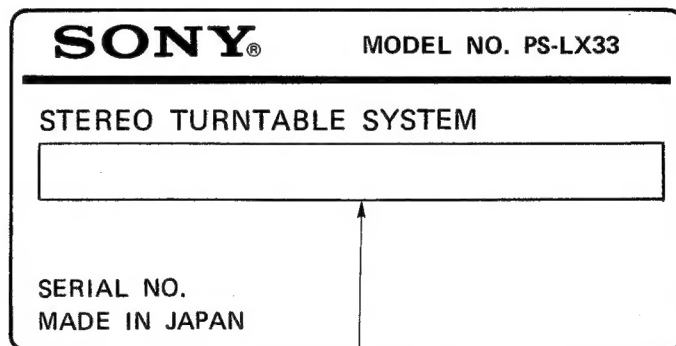 SONY® MODEL NO. PS-LX33
STEREO TURNTABLE SYSTEM
SERIAL NO.
MADE IN JAPAN